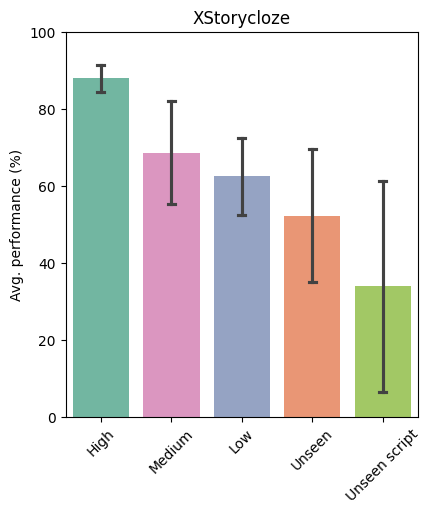 XStorycloze
Avg. performance (%)
100
80
60
40
20
0
High
Medium
Low
Unseen
Unseen script